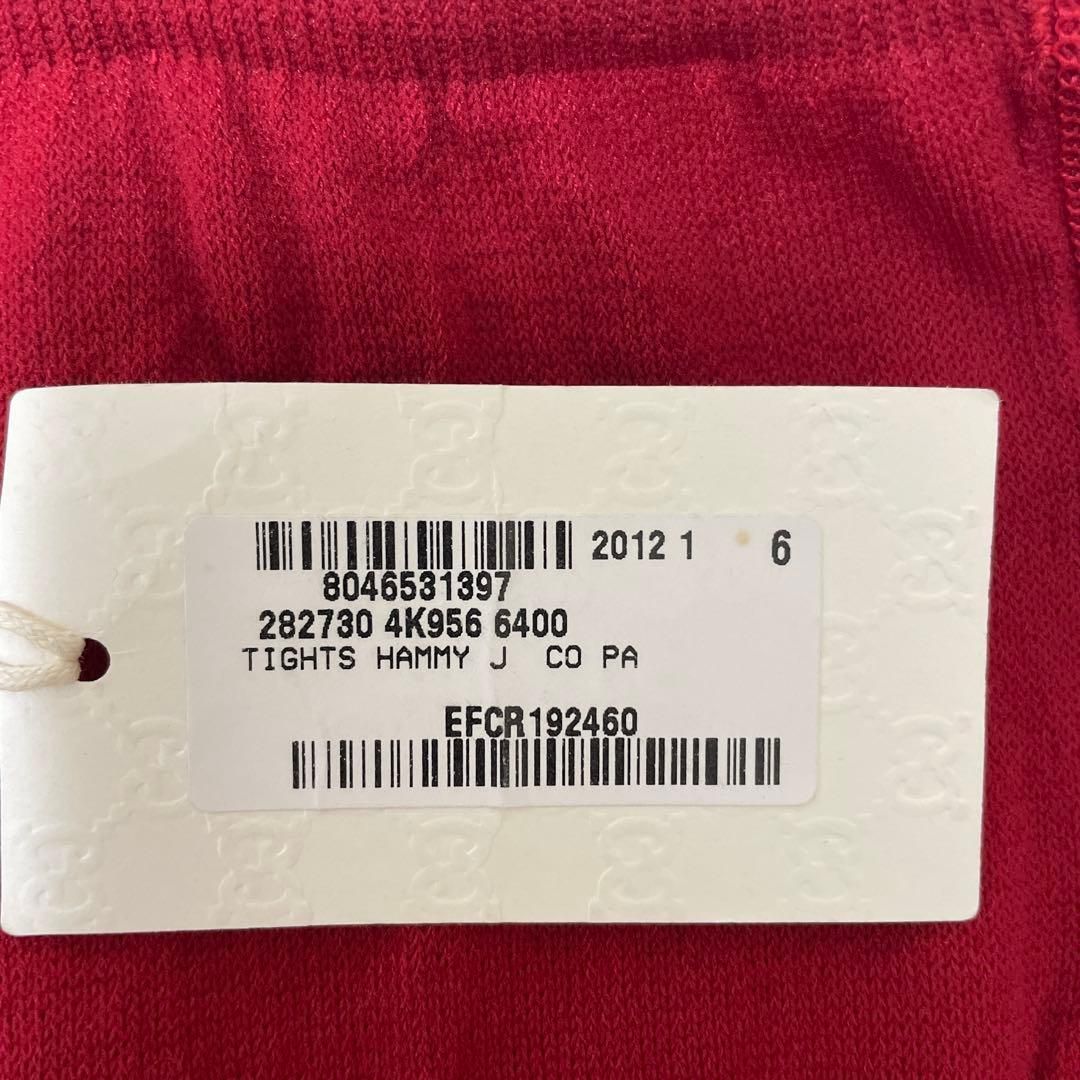 2012 1 6
8046531397
282730 4K956 6400
TIGHTS HAMMY J CO PA
EFCR192460